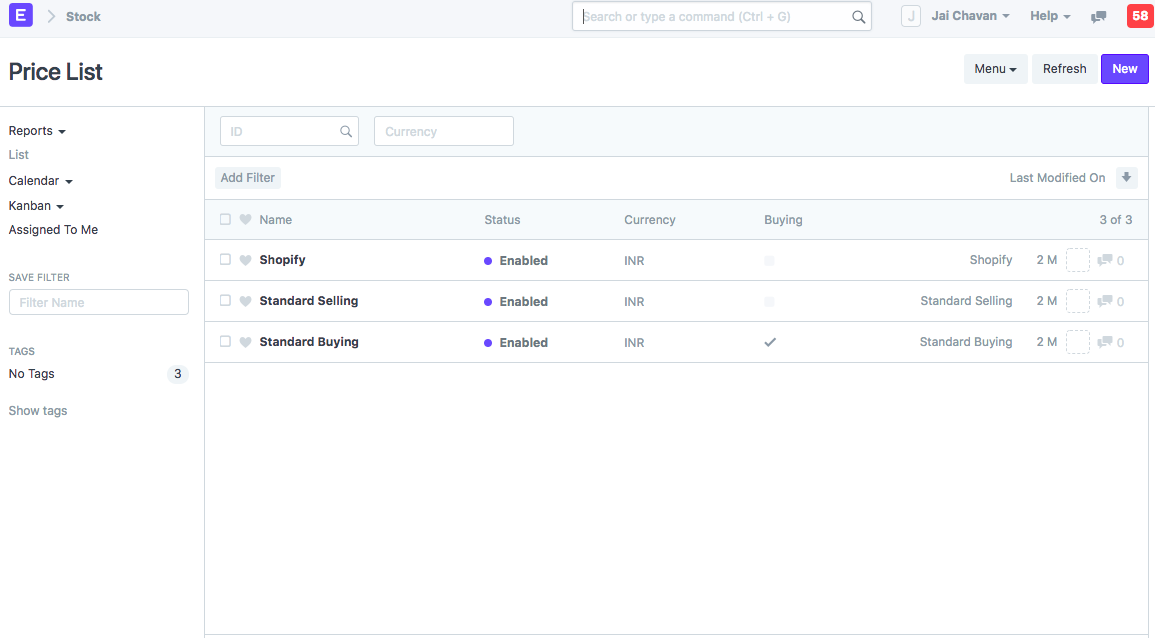 E Stock Search or type a command (Ctrl + G) J Jai Chavan Help 58
Price List Menu Refresh New
Reports
List
Calendar
Kanban
Assigned To Me
SAVE FILTER
Filter Name
TAGS
No Tags 3
Show tags
ID Currency
Add Filter Last Modified On
Name Status Currency Buying 3 of 3
Shopify Enabled INR Shopify 2 M 0
Standard Selling Enabled INR Standard Selling 2 M 0
Standard Buying Enabled INR Standard Buying 2 M 0